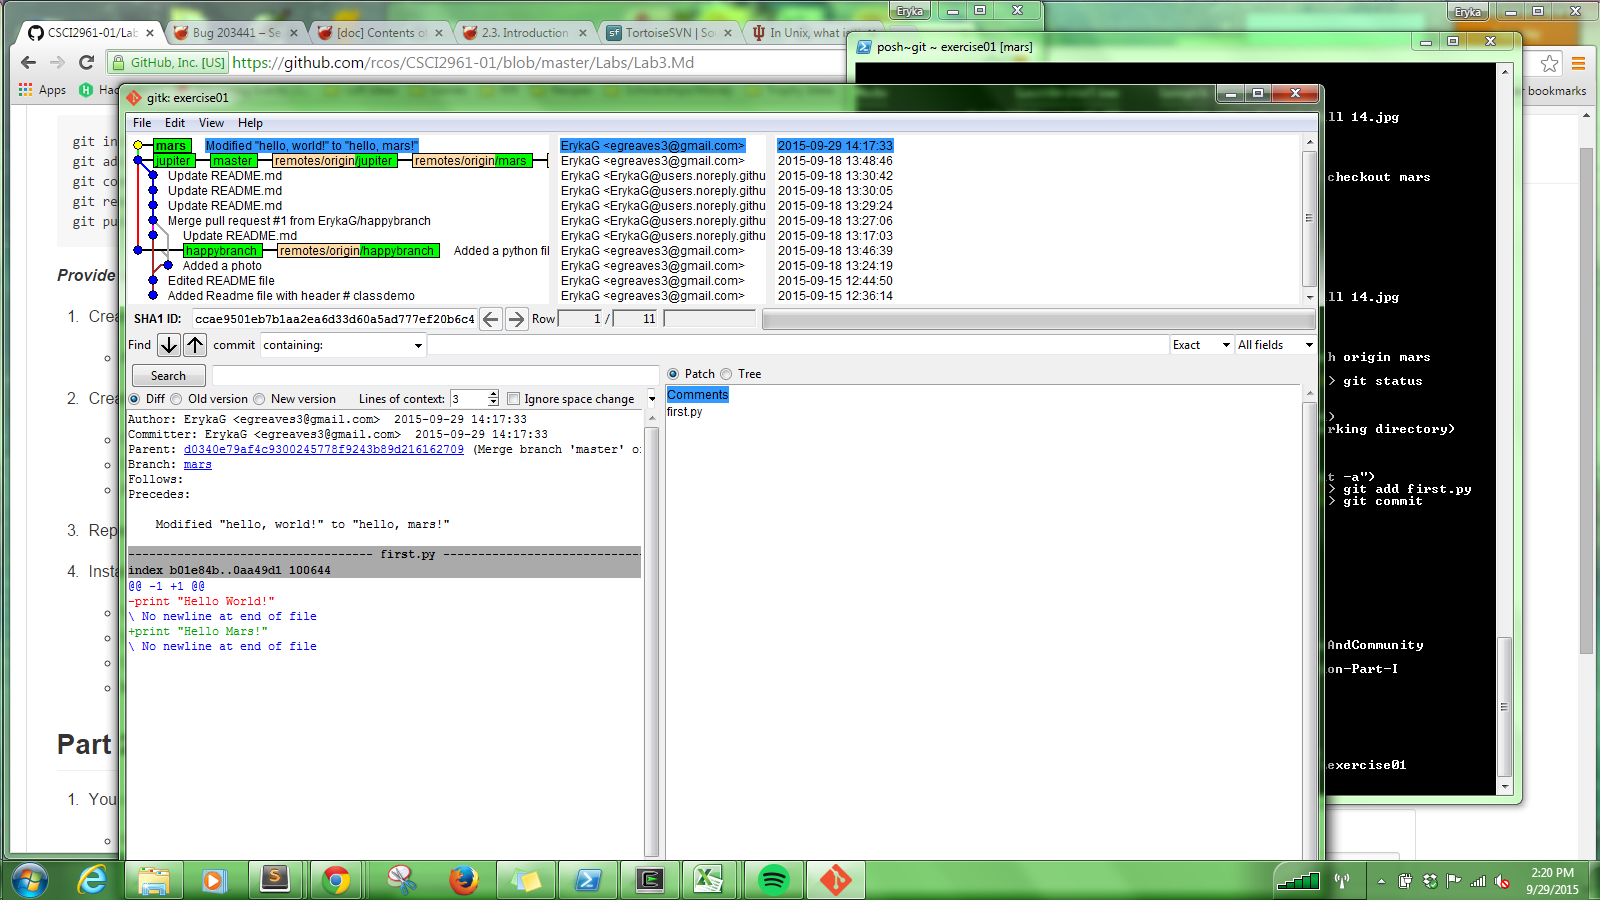 Eryka
Eryka
CSCI2961-01/Lab
Bug 203441 – Se
[doc] Contents of
2.3. Introduction
TortoiseSVN | So
In Unix, what is
posh~git ~ exercise01 [mars]
GitHub, Inc. [US]
https://github.com/rcos/CSCI2961-01/blob/master/Labs/Lab3.Md
Apps
Hac
bookmarks
gitk: exercise01
File Edit View Help
mars Modified "hello, world!" to "hello, mars!" ErykaG <egreaves3@gmail.com> 2015-09-29 14:17:33
jupiter master remotes/origin/jupiter remotes/origin/mars ErykaG <egreaves3@gmail.com> 2015-09-18 13:48:46
Update README.md ErykaG <ErykaG@users.noreply.githu 2015-09-18 13:30:42
Update README.md ErykaG <ErykaG@users.noreply.githu 2015-09-18 13:30:05
Update README.md ErykaG <ErykaG@users.noreply.githu 2015-09-18 13:29:24
Merge pull request #1 from ErykaG/happybranch ErykaG <ErykaG@users.noreply.githu 2015-09-18 13:27:06
Update README.md ErykaG <ErykaG@users.noreply.githu 2015-09-18 13:17:03
happybranch remotes/origin/happybranch Added a python fil ErykaG <egreaves3@gmail.com> 2015-09-18 13:46:39
Added a photo ErykaG <egreaves3@gmail.com> 2015-09-18 13:24:19
Edited README file ErykaG <egreaves3@gmail.com> 2015-09-15 12:44:50
Added Readme file with header # classdemo ErykaG <egreaves3@gmail.com> 2015-09-15 12:36:14
SHA1 ID: ccae9501eb7b1aa2ea6d33d60a5ad777ef20b6c4 Row 1 / 11
Find commit containing: Exact All fields
Search
Patch Tree
Diff Old version New version Lines of context: 3 Ignore space change
Comments
first.py
Author: ErykaG <egreaves3@gmail.com> 2015-09-29 14:17:33
Committer: ErykaG <egreaves3@gmail.com> 2015-09-29 14:17:33
Parent: d0340e79af4c9300245778f9243b89d216162709 (Merge branch 'master' o
Branch: mars
Follows:
Precedes:
Modified "hello, world!" to "hello, mars!"
first.py
index b01e84b..0aa49d1 100644
@@ -1 +1 @@
-print "Hello World!"
\ No newline at end of file
+print "Hello Mars!"
\ No newline at end of file
git in
git ad
git co
git re
git pu
Provide
1. Crea
2. Crea
3. Rep
4. Insta
Part
1. You
ll 14.jpg
checkout mars
ll 14.jpg
h origin mars
> git status
>
rking directory)
t -a")
> git add first.py
> git commit
AndCommunity
on-Part-I
exercise01
2:20 PM
9/29/2015